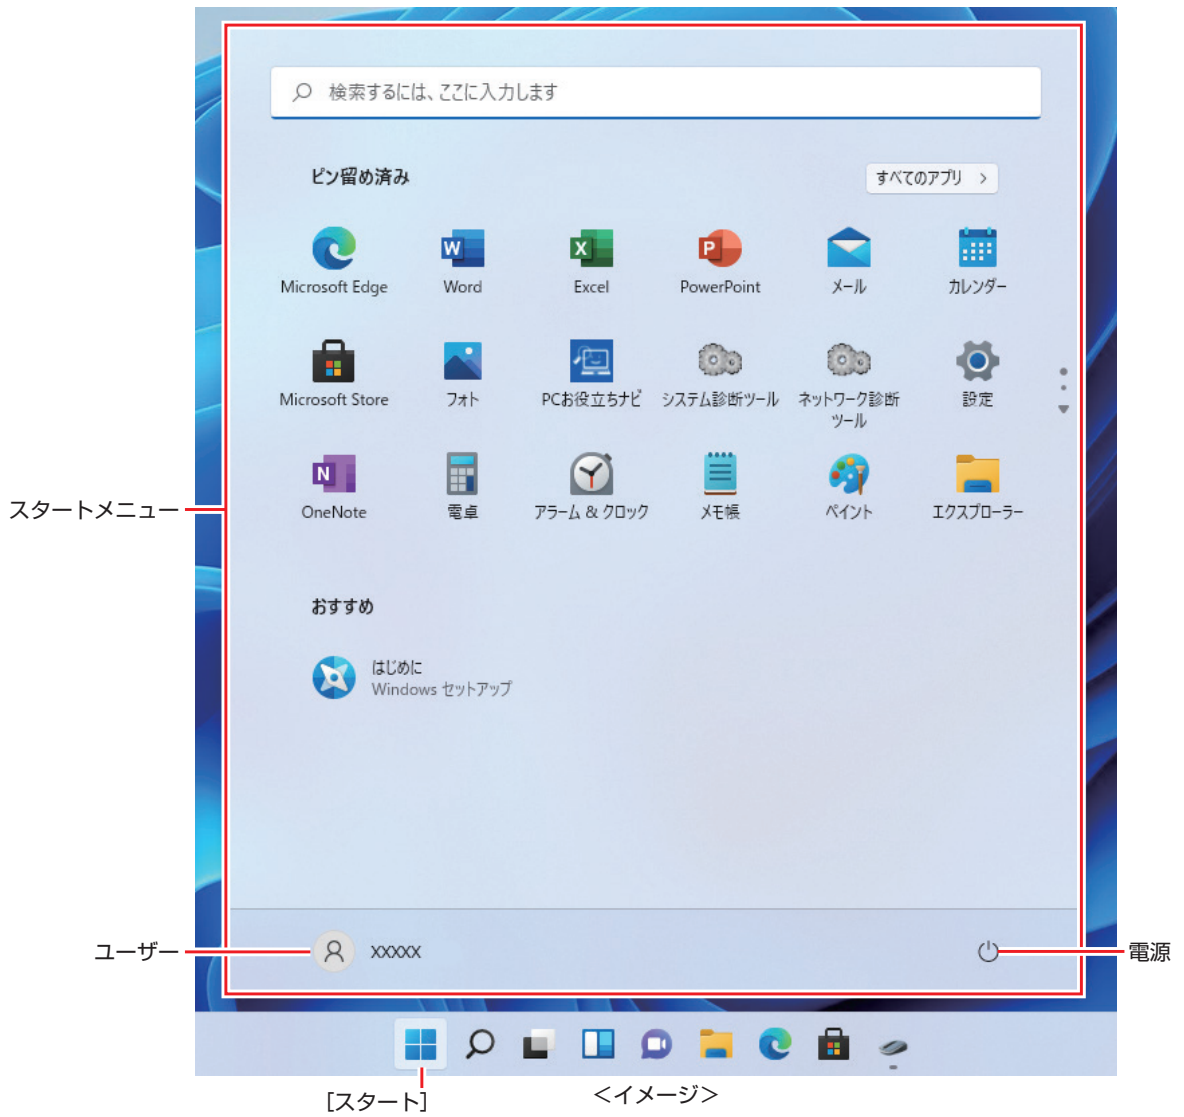 検索するには、ここに入力します
ピン留め済み
すべてのアプリ >
Microsoft Edge
Word
Excel
PowerPoint
メール
カレンダー
Microsoft Store
フォト
PCお役立ちナビ
システム診断ツール
ネットワーク診断
ツール
設定
OneNote
電卓
アラーム & クロック
メモ帳
ペイント
エクスプローラー
スタートメニュー
おすすめ
はじめに
Windows セットアップ
ユーザー
XXXXX
電源
[スタート]
＜イメージ＞